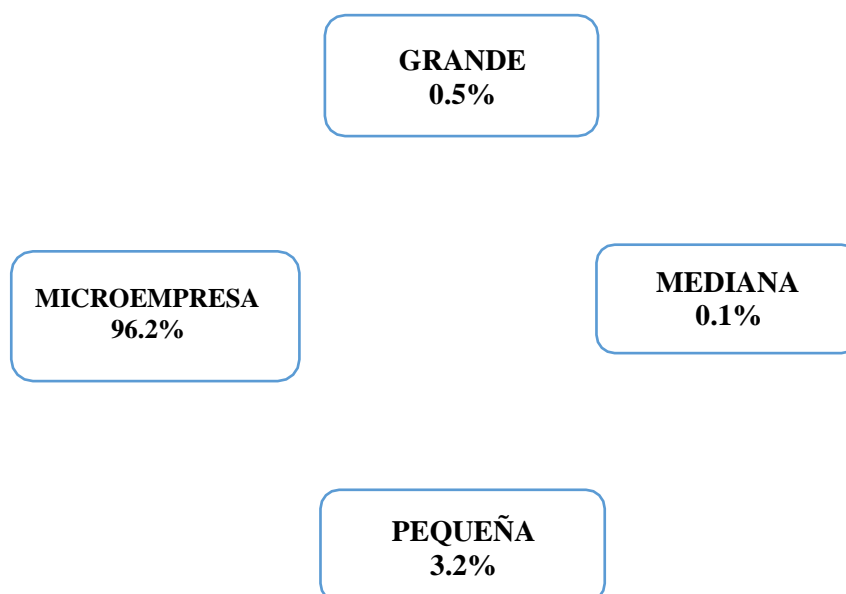 GRANDE
0.5%
MICROEMPRESA
96.2%
MEDIANA
0.1%
PEQUEÑA
3.2%